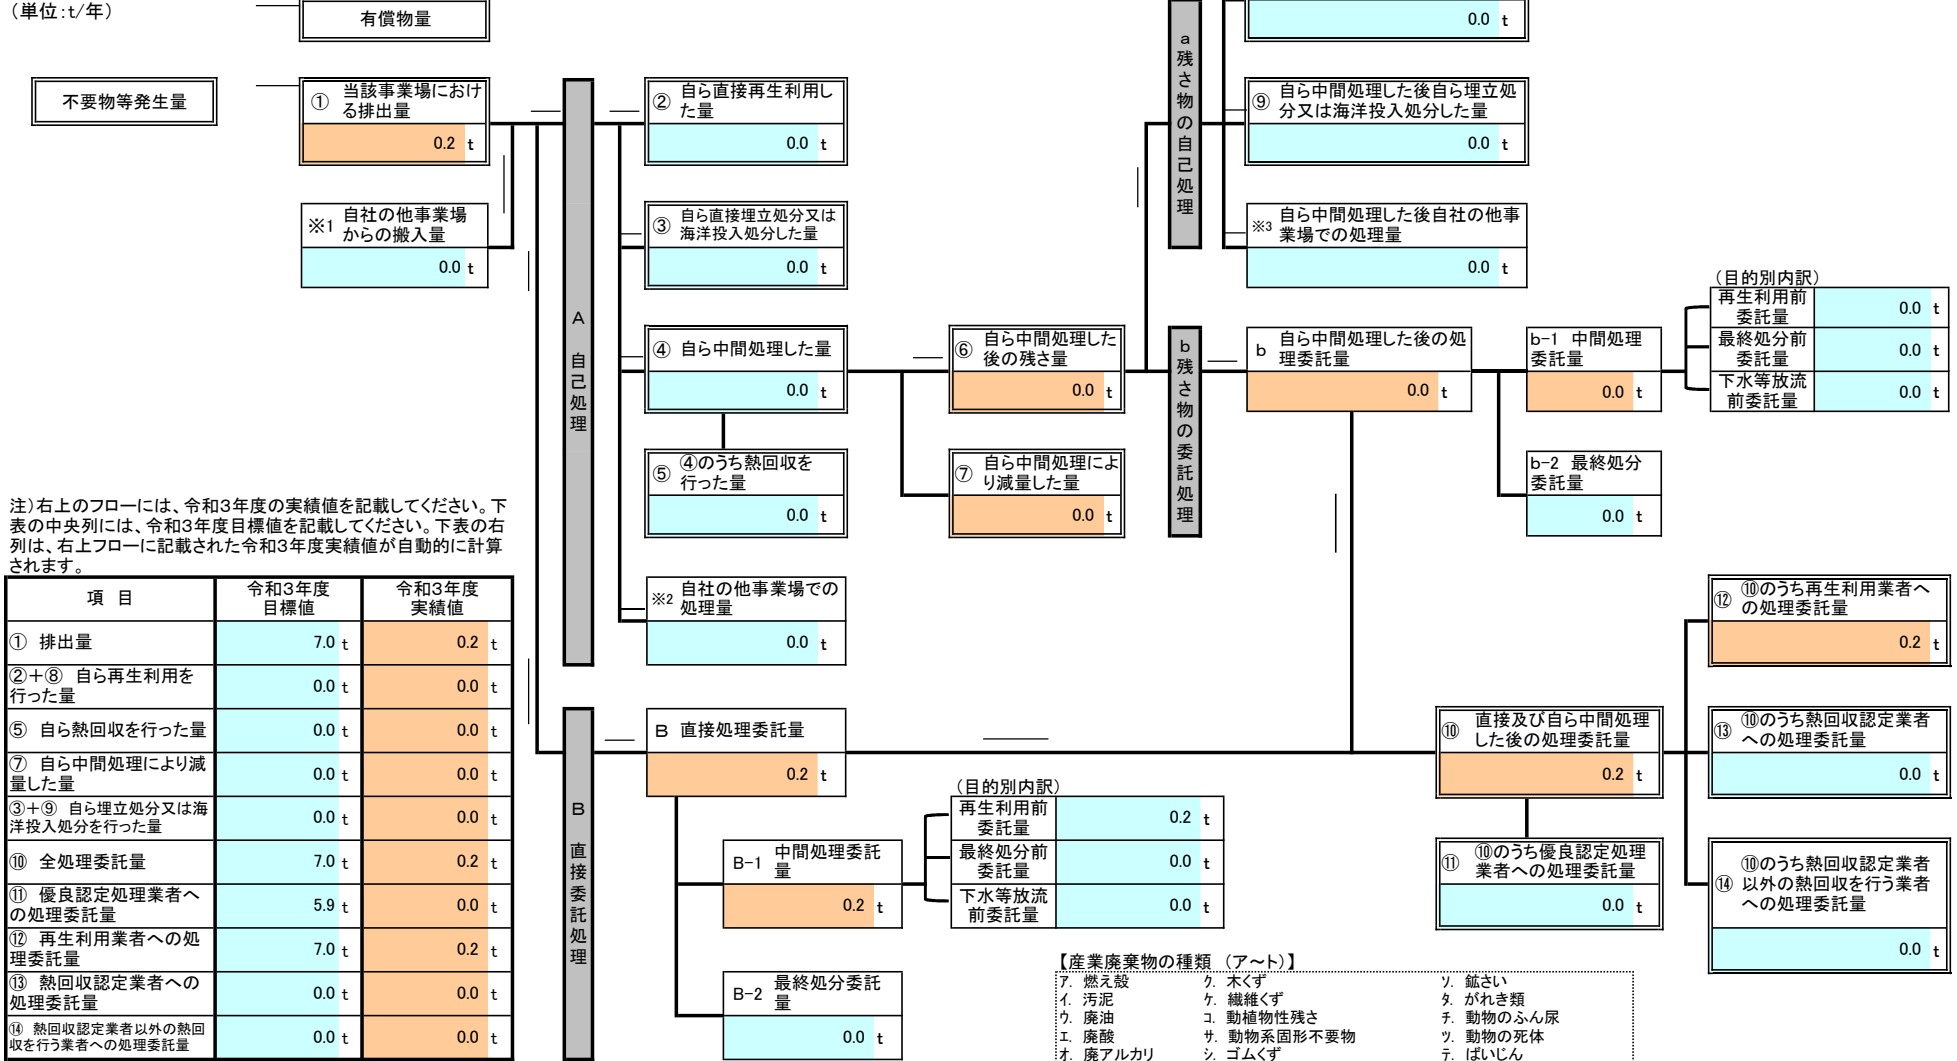 （単位：ｔ/年）
有償物量
不要物等発生量
① 当該事業場におけ
る排出量
0.2 t
※1 自社の他事業場
からの搬入量
0.0 t
A
自己処理
② 自ら直接再生利用し
た量
0.0 t
③ 自ら直接埋立処分又は
海洋投入処分した量
0.0 t
④ 自ら中間処理した量
0.0 t
⑤ ④のうち熱回収を
行った量
0.0 t
※2 自社の他事業場での
処理量
0.0 t
⑥ 自ら中間処理した
後の残さ量
0.0 t
⑦ 自ら中間処理によ
り減量した量
0.0 t
a残さ物の自己処理
0.0 t
⑨ 自ら中間処理した後自ら埋立処
分又は海洋投入処分した量
0.0 t
※3 自ら中間処理した後自社の他事
業場での処理量
0.0 t
b残さ物の委託処理
b 自ら中間処理した後の処
理委託量
0.0 t
b-1 中間処理
委託量
0.0 t
b-2 最終処分
委託量
0.0 t
（目的別内訳）
再生利用前
委託量
0.0 t
最終処分前
委託量
0.0 t
下水等放流
前委託量
0.0 t
注）右上のフローには、令和3年度の実績値を記載してください。下
表の中央列には、令和3年度目標値を記載してください。下表の右
列は、右上フローに記載された令和3年度実績値が自動的に計算
されます。
項 目 令和3年度 目標値 令和3年度 実績値
① 排出量 7.0 t 0.2 t
②＋⑧ 自ら再生利用を
行った量 0.0 t 0.0 t
⑤ 自ら熱回収を行った量 0.0 t 0.0 t
⑦ 自ら中間処理により減
量した量 0.0 t 0.0 t
③＋⑨ 自ら埋立処分又は海
洋投入処分を行った量 0.0 t 0.0 t
⑩ 全処理委託量 7.0 t 0.2 t
⑪ 優良認定処理業者へ
の処理委託量 5.9 t 0.0 t
⑫ 再生利用業者への処
理委託量 7.0 t 0.2 t
⑬ 熱回収認定業者への
処理委託量 0.0 t 0.0 t
⑭ 熱回収認定業者以外の熱回
収を行う業者への処理委託量 0.0 t 0.0 t
B
直接委託処理
B 直接処理委託量
0.2 t
B-1 中間処理委託
量
0.2 t
B-2 最終処分委託
量
0.0 t
（目的別内訳）
再生利用前
委託量
0.2 t
最終処分前
委託量
0.0 t
下水等放流
前委託量
0.0 t
⑩ 直接及び自ら中間処理
した後の処理委託量
0.2 t
⑪ ⑩のうち優良認定処理
業者への処理委託量
0.0 t
⑫ ⑩のうち再生利用業者へ
の処理委託量
0.2 t
⑬ ⑩のうち熱回収認定業者
への処理委託量
0.0 t
⑭ ⑩のうち熱回収認定業者
以外の熱回収を行う業者
への処理委託量
0.0 t
【産業廃棄物の種類 （ア～ト）】
ア. 燃え殻 ク. 木くず ソ. 鉱さい
イ. 汚泥 ケ. 繊維くず タ. がれき類
ウ. 廃油 コ. 動植物性残さ チ. 動物のふん尿
エ. 廃酸 サ. 動物系固形不要物 ツ. 動物の死体
オ. 廃アルカリ シ. ゴムくず テ. ばいじん